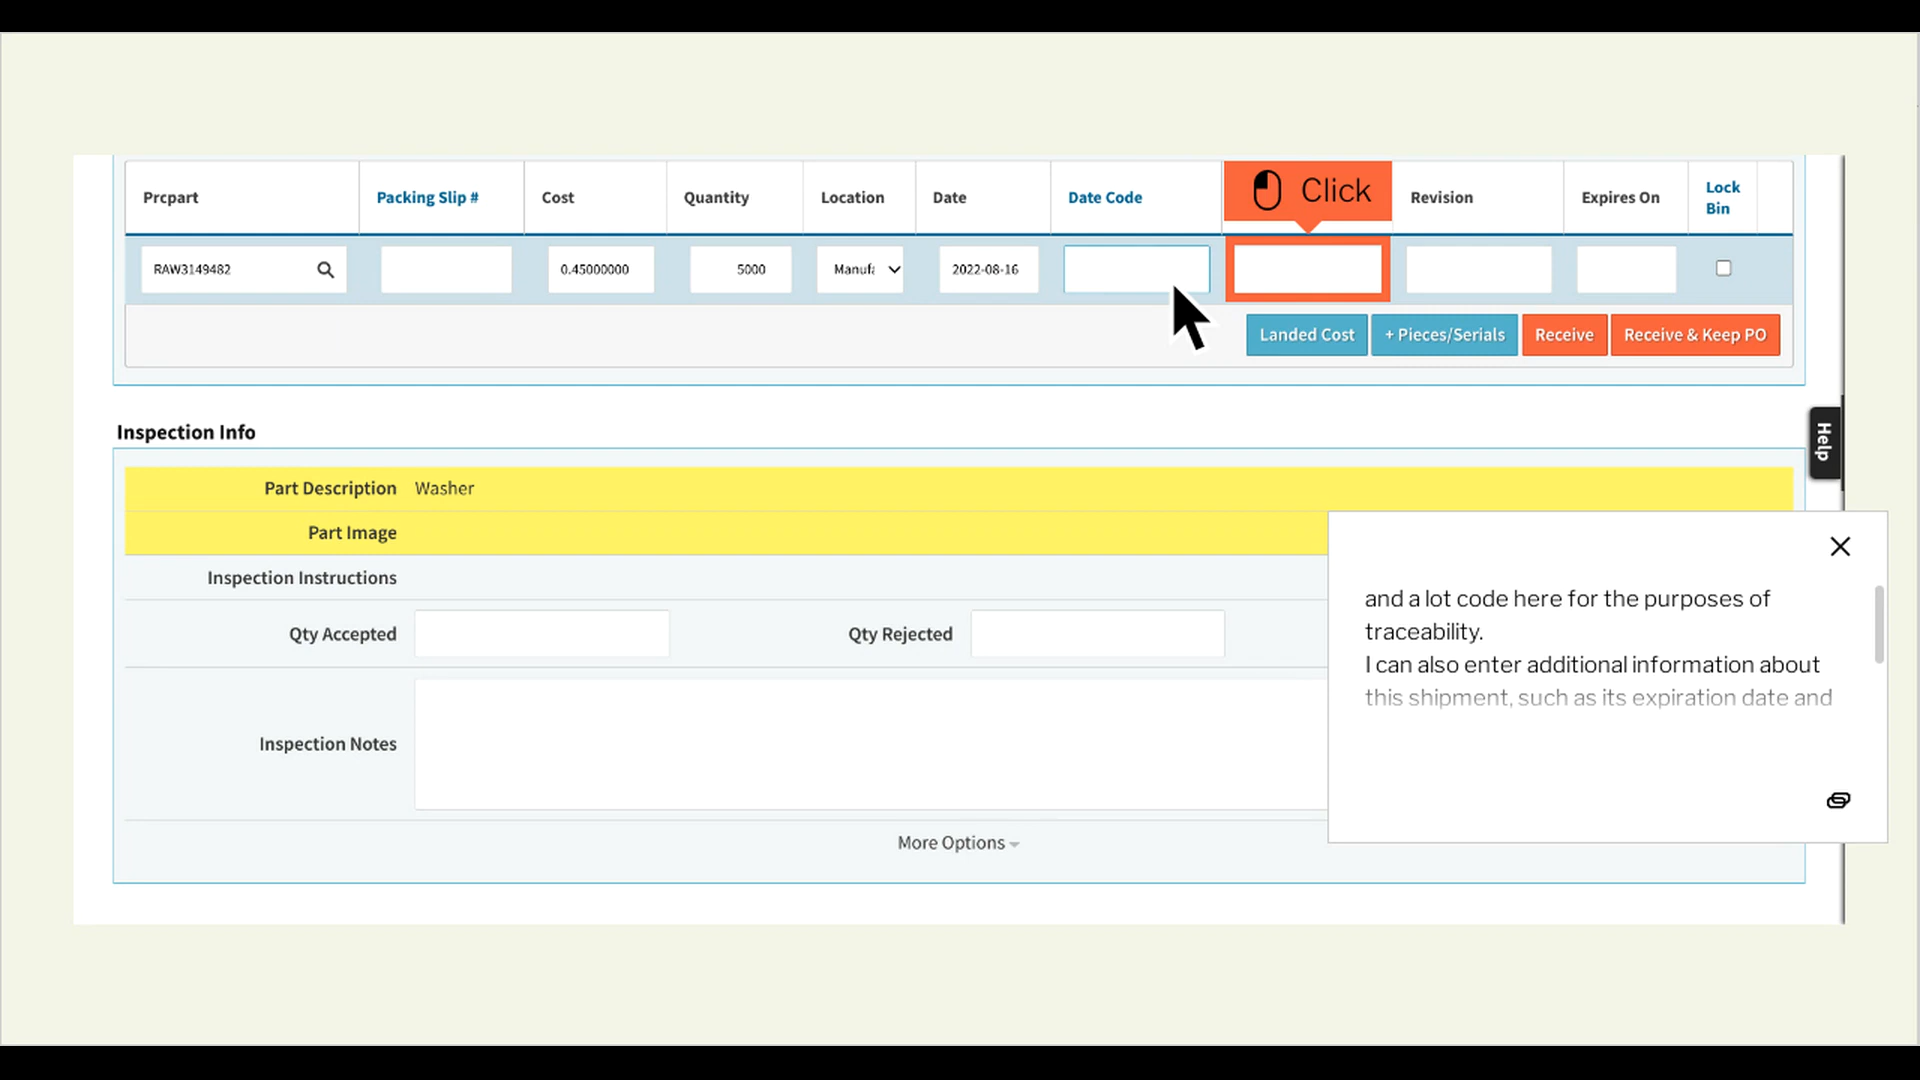 Prcpart Packing Slip # Cost Quantity Location Date Date Code Click Revision Expires On Lock Bin
RAW3149482 0.45000000 5000 Manufa 2022-08-16
Landed Cost + Pieces/Serials Receive Receive & Keep PO
Inspection Info
Help
Part Description Washer
Part Image
Inspection Instructions
Qty Accepted Qty Rejected
Inspection Notes
More Options
and a lot code here for the purposes of
traceability.
I can also enter additional information about
this shipment, such as its expiration date and